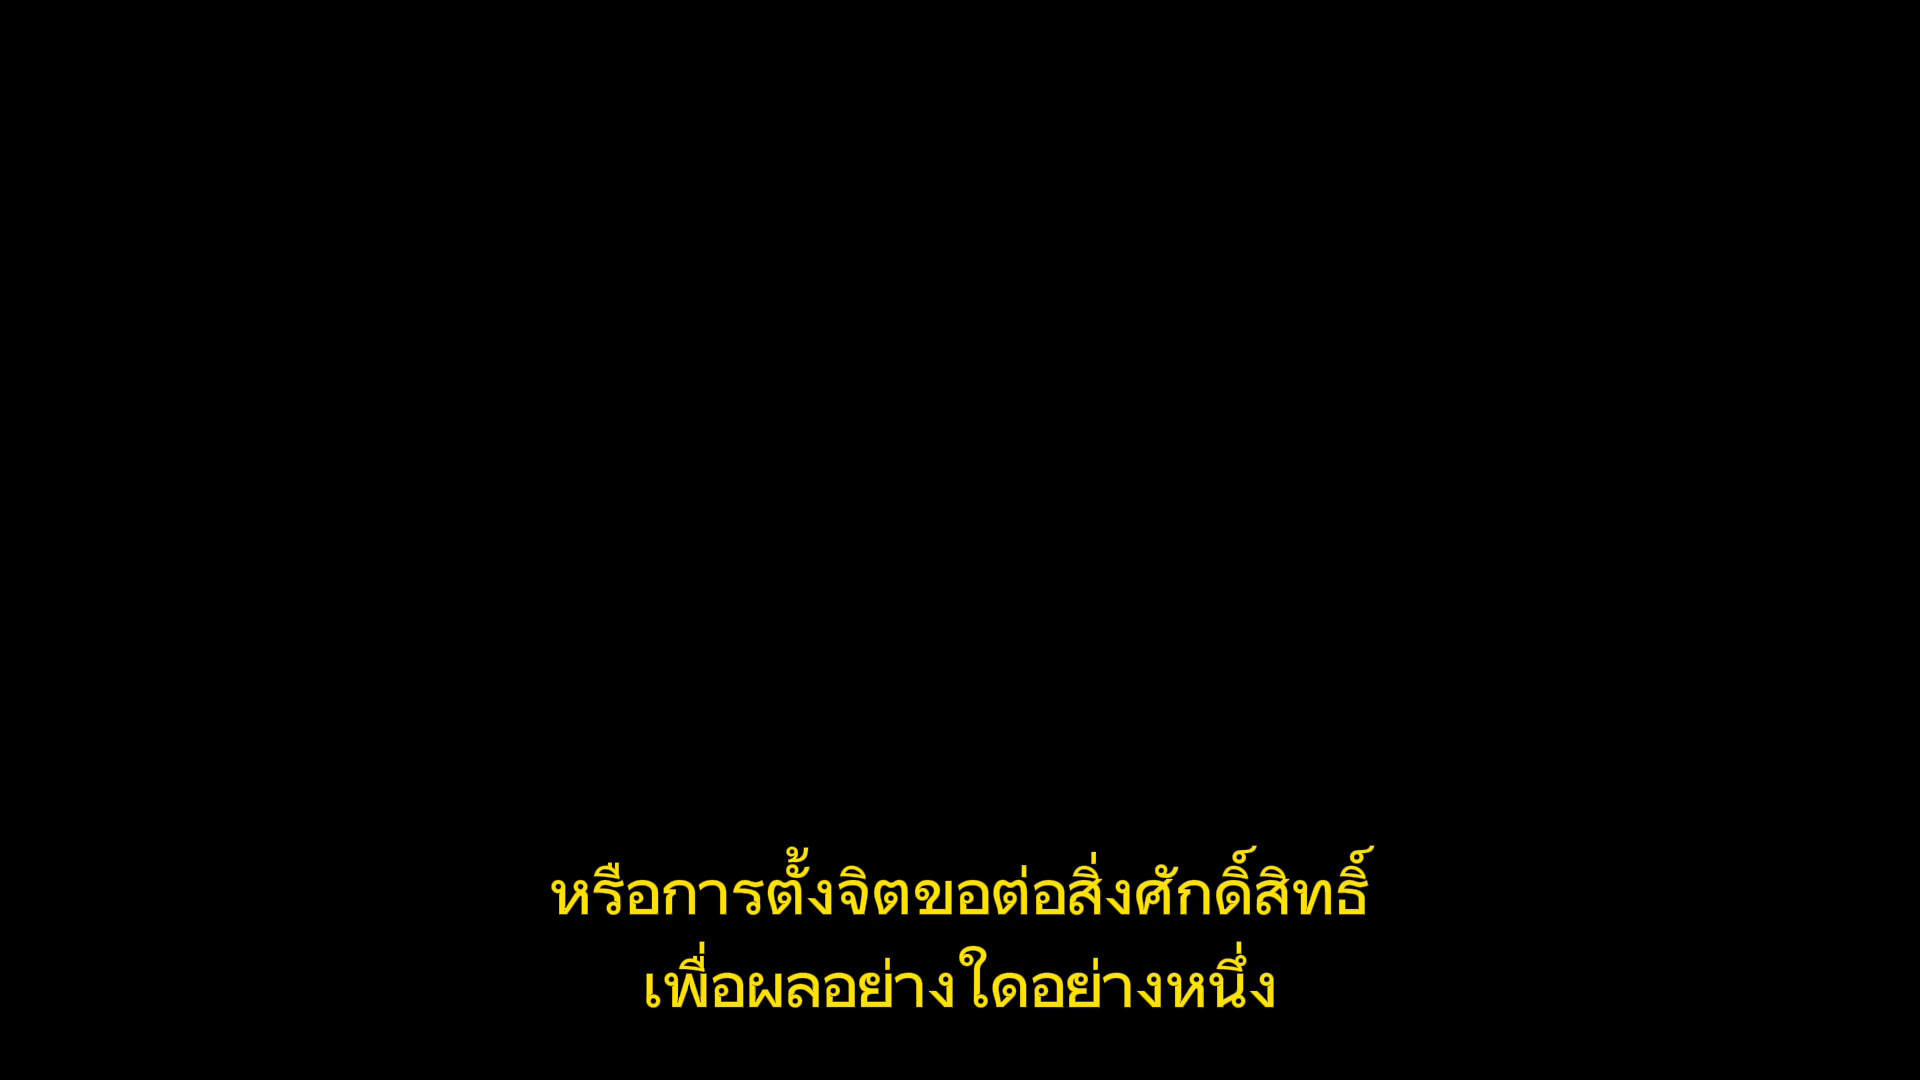 หรือการตั้งจิตขอต่อสิ่งศักดิ์สิทธิ์
เพื่อผลอย่างใดอย่างหนึ่ง